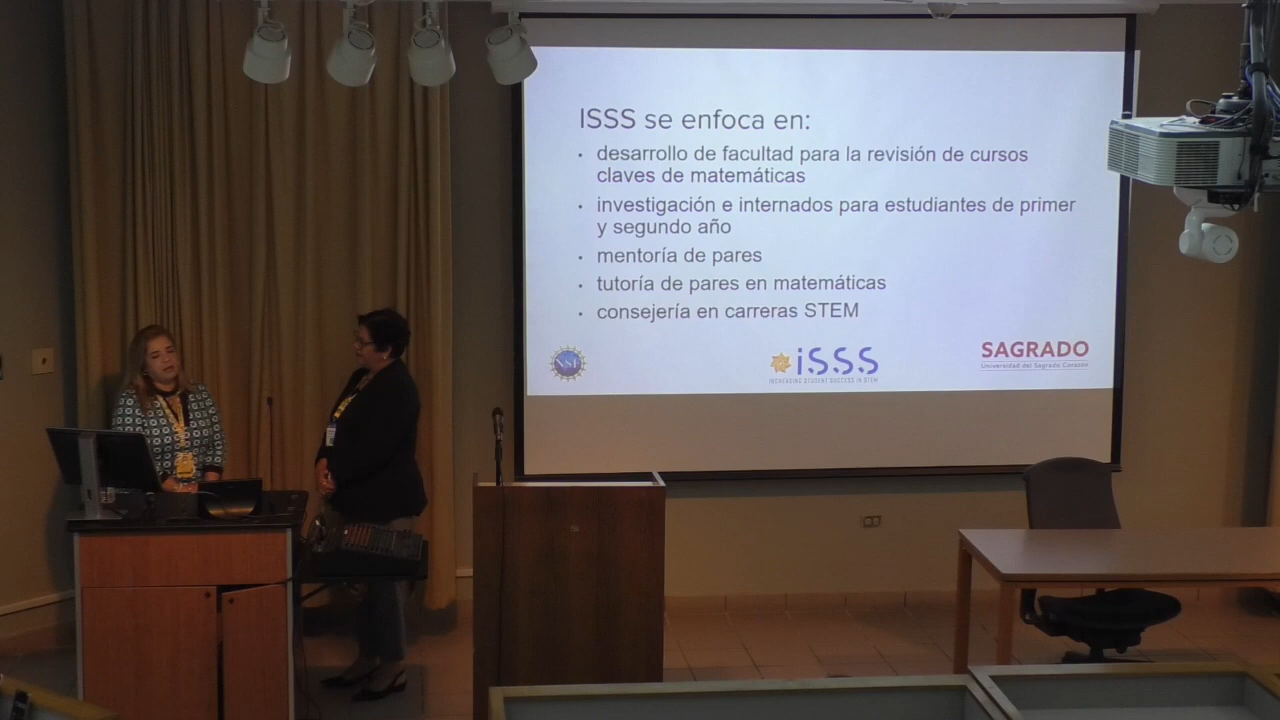 ISSS se enfoca en:
• desarrollo de facultad para la revisión de cursos
claves de matemáticas
• investigación e internados para estudiantes de primer
y segundo año
• mentoría de pares
• tutoría de pares en matemáticas
• consejería en carreras STEM
NSF
iSSS
INCREASING STUDENT SUCCESS IN STEM
SAGRADO
Universidad del Sagrado Corazón